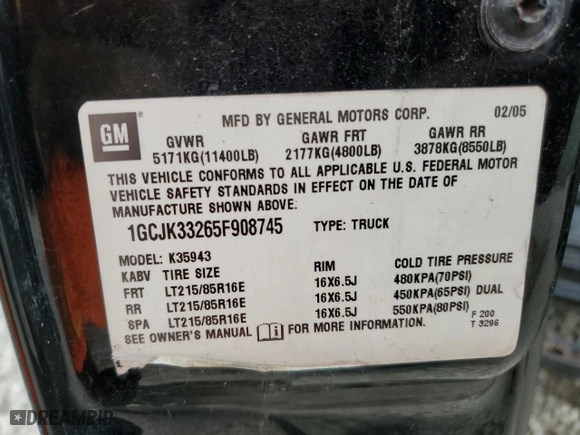 MFD BY GENERAL MOTORS CORP. 02/05
GM
GVWR GAWR FRT GAWR RR
5171KG(11400LB) 2177KG(4800LB) 3878KG(8550LB)
THIS VEHICLE CONFORMS TO ALL APPLICABLE U.S. FEDERAL MOTOR
VEHICLE SAFETY STANDARDS IN EFFECT ON THE DATE OF
MANUFACTURE SHOWN ABOVE.
1GCJK33265F908745 TYPE: TRUCK
MODEL: K35943
KABV TIRE SIZE RIM COLD TIRE PRESSURE
FRT LT215/85R16E 16X6.5J 480KPA(70PSI)
RR LT215/85R16E 16X6.5J 450KPA(65PSI) DUAL
SPA LT215/85R16E 16X6.5J 550KPA(80PSI) F 200
SEE OWNER'S MANUAL i FOR MORE INFORMATION. T 3296
DREAMBID